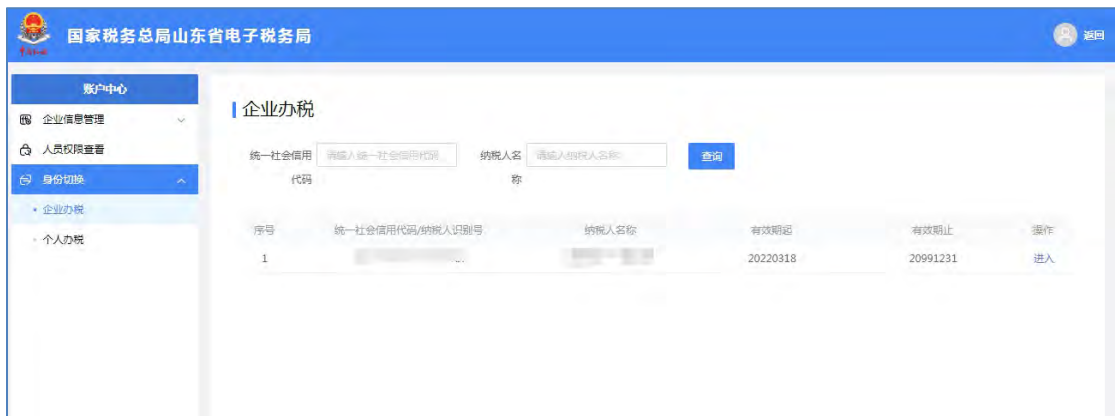 国家税务总局山东省电子税务局
返回
账户中心
企业信息管理
人员权限查看
身份切换
企业办税
个人办税
企业办税
统一社会信用代码 请输入统一社会信用代码 纳税人名称 请输入纳税人名称 查询
序号 统一社会信用代码/纳税人识别号 纳税人名称 有效期起 有效期止 操作
1 20220318 20991231 进入